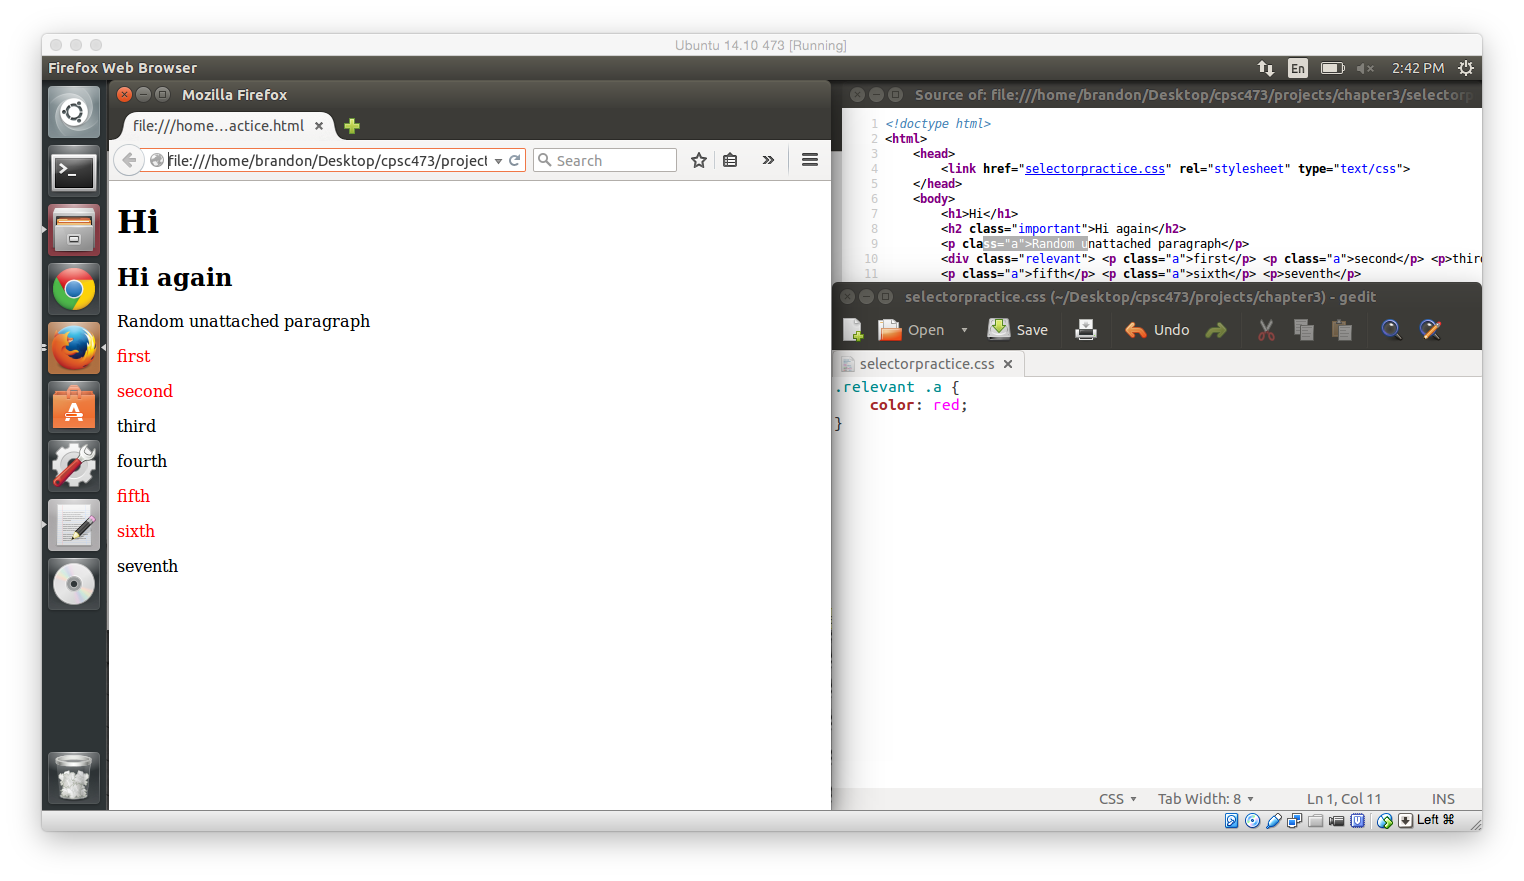 Ubuntu 14.10 473 [Running]
Firefox Web Browser
En
2:42 PM
Mozilla Firefox
file:///home...actice.html
file:///home/brandon/Desktop/cpsc473/project
Search
Hi
Hi again
Random unattached paragraph
first
second
third
fourth
fifth
sixth
seventh
Source of: file:///home/brandon/Desktop/cpsc473/projects/chapter3/selectorp
1 <!doctype html>
2 <html>
3 <head>
4 <link href="selectorpractice.css" rel="stylesheet" type="text/css">
5 </head>
6 <body>
7 <h1>Hi</h1>
8 <h2 class="important">Hi again</h2>
9 <p class="a">Random unattached paragraph</p>
10 <div class="relevant"> <p class="a">first</p> <p class="a">second</p> <p>third
11 <p class="a">fifth</p> <p class="a">sixth</p> <p>seventh</p>
selectorpractice.css (~/Desktop/cpsc473/projects/chapter3) - gedit
Open Save Undo
selectorpractice.css
.relevant .a {
color: red;
}
CSS Tab Width: 8 Ln 1, Col 11 INS
Left ⌘